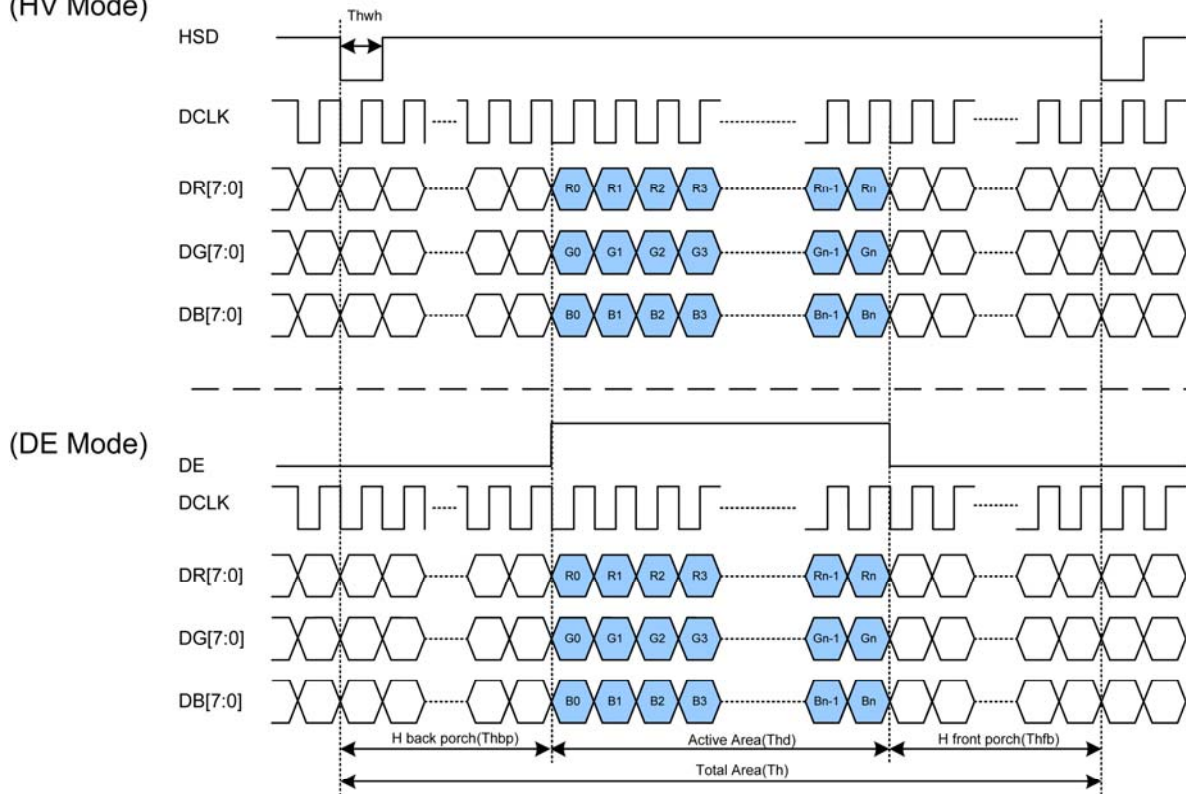 (HV Mode)
Thwh
HSD
DCLK
DR[7:0] R0 R1 R2 R3 Rn-1 Rn
DG[7:0] G0 G1 G2 G3 Gn-1 Gn
DB[7:0] B0 B1 B2 B3 Bn-1 Bn
(DE Mode)
DE
DCLK
DR[7:0] R0 R1 R2 R3 Rn-1 Rn
DG[7:0] G0 G1 G2 G3 Gn-1 Gn
DB[7:0] B0 B1 B2 B3 Bn-1 Bn
H back porch(Thbp) Active Area(Thd) H front porch(Thfb)
Total Area(Th)